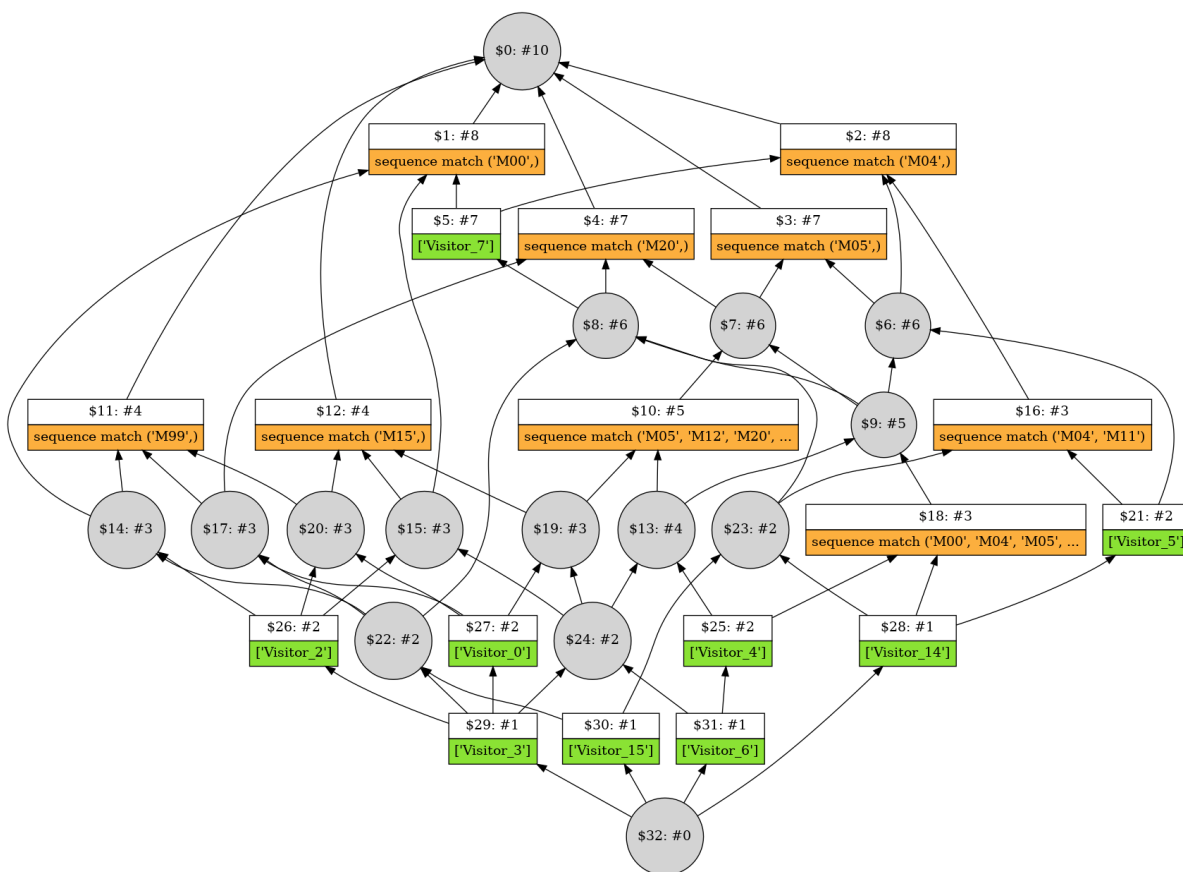 $0: #10
$1: #8
sequence match ('M00',)
$2: #8
sequence match ('M04',)
$5: #7
['Visitor_7']
$4: #7
sequence match ('M20',)
$3: #7
sequence match ('M05',)
$8: #6
$7: #6
$6: #6
$11: #4
sequence match ('M99',)
$12: #4
sequence match ('M15',)
$10: #5
sequence match ('M05', 'M12', 'M20', ...
$9: #5
$16: #3
sequence match ('M04', 'M11')
$14: #3
$17: #3
$20: #3
$15: #3
$19: #3
$13: #4
$23: #2
$18: #3
sequence match ('M00', 'M04', 'M05', ...
$21: #2
['Visitor_5']
$26: #2
['Visitor_2']
$22: #2
$27: #2
['Visitor_0']
$24: #2
$25: #2
['Visitor_4']
$28: #1
['Visitor_14']
$29: #1
['Visitor_3']
$30: #1
['Visitor_15']
$31: #1
['Visitor_6']
$32: #0